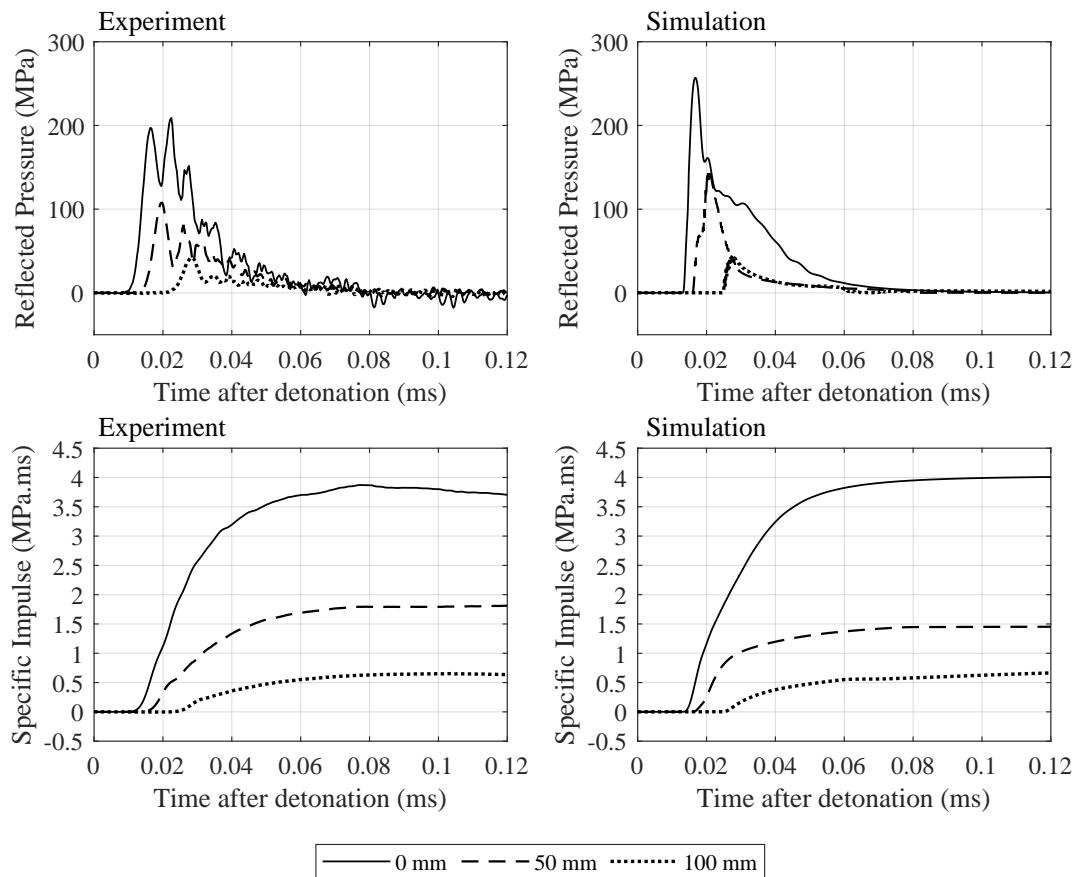 Experiment
Simulation
300
200
100
0
Reflected Pressure (MPa)
0 0.02 0.04 0.06 0.08 0.1 0.12
Time after detonation (ms)
300
200
100
0
Reflected Pressure (MPa)
0 0.02 0.04 0.06 0.08 0.1 0.12
Time after detonation (ms)
Experiment
Simulation
4.5
4
3.5
3
2.5
2
1.5
1
0.5
0
-0.5
Specific Impulse (MPa.ms)
0 0.02 0.04 0.06 0.08 0.1 0.12
Time after detonation (ms)
4.5
4
3.5
3
2.5
2
1.5
1
0.5
0
-0.5
Specific Impulse (MPa.ms)
0 0.02 0.04 0.06 0.08 0.1 0.12
Time after detonation (ms)
0 mm 50 mm 100 mm